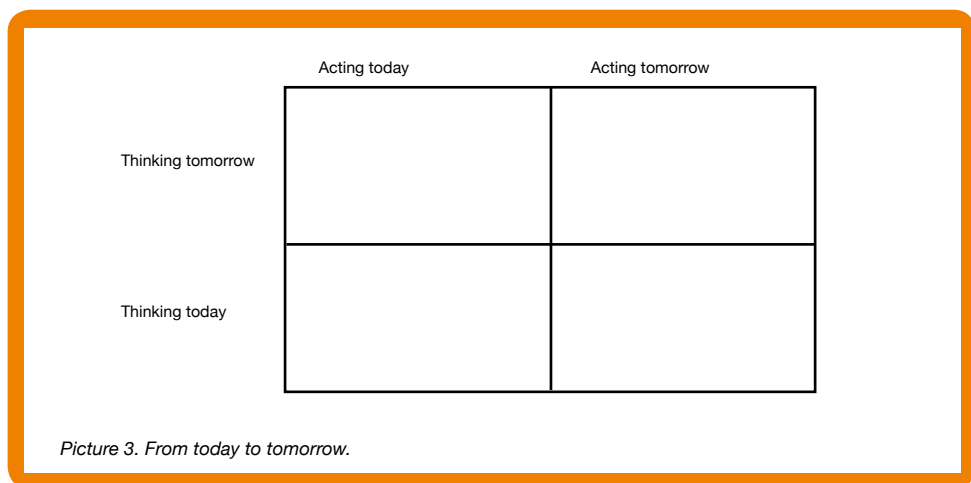 Acting today Acting tomorrow
Thinking tomorrow
Thinking today
Picture 3. From today to tomorrow.